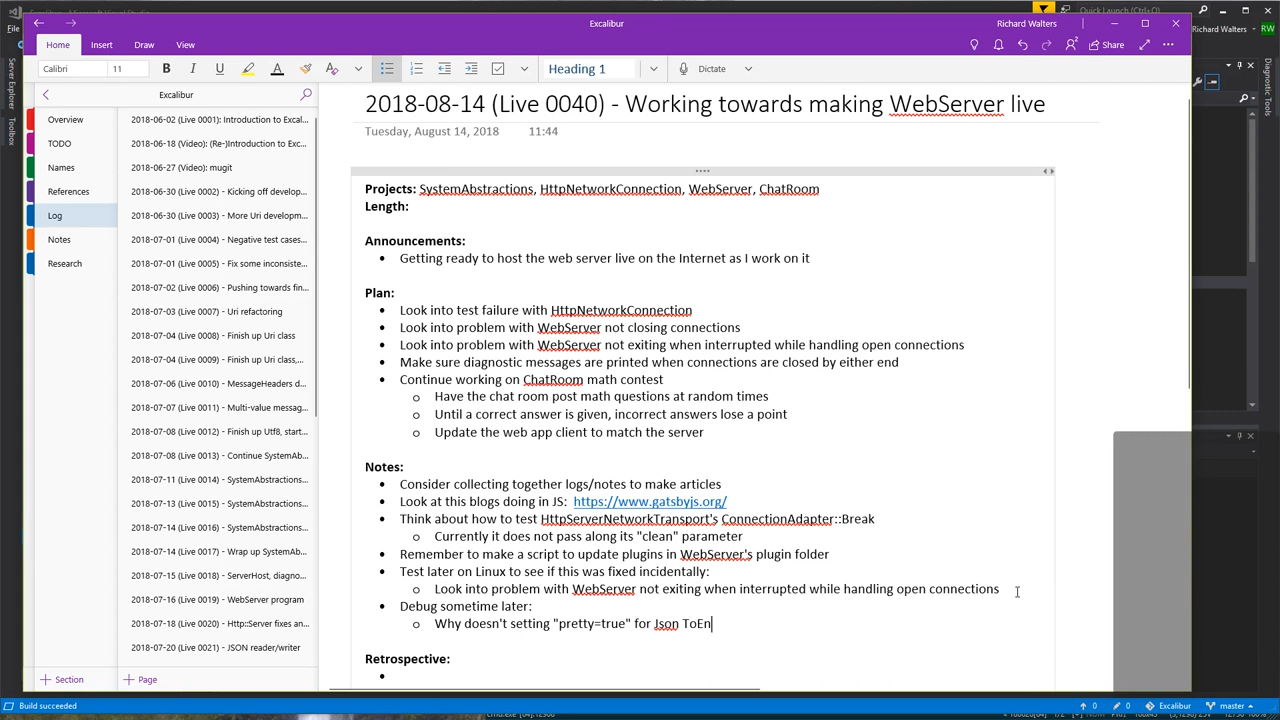 Microsoft Visual Studio
Quick Launch (Ctrl+Q)
File
Richard Walters
RW
Excalibur
Richard Walters
Home
Insert
Draw
View
Share
Calibri
11
B
I
U
A
Heading 1
Dictate
Server Explorer
Toolbox
Diagnostic Tools
Excalibur
Overview
TODO
Names
References
Log
Notes
Research
2018-06-02 (Live 0001): Introduction to Excal...
2018-06-18 (Video): (Re-)Introduction to Exc...
2018-06-27 (Video): mugit
2018-06-30 (Live 0002) - Kicking off develop...
2018-06-30 (Live 0003) - More Uri developm...
2018-07-01 (Live 0004) - Negative test cases...
2018-07-01 (Live 0005) - Fix some inconsiste...
2018-07-02 (Live 0006) - Pushing towards fin...
2018-07-03 (Live 0007) - Uri refactoring
2018-07-04 (Live 0008) - Finish up Uri class
2018-07-04 (Live 0009) - Finish up Uri class,...
2018-07-06 (Live 0010) - MessageHeaders d...
2018-07-07 (Live 0011) - Multi-value messag...
2018-07-08 (Live 0012) - Finish up Utf8, start...
2018-07-08 (Live 0013) - Continue SystemAb...
2018-07-11 (Live 0014) - SystemAbstractions...
2018-07-13 (Live 0015) - SystemAbstractions...
2018-07-14 (Live 0016) - SystemAbstractions...
2018-07-14 (Live 0017) - Wrap up SystemAb...
2018-07-15 (Live 0018) - ServerHost, diagno...
2018-07-16 (Live 0019) - WebServer program
2018-07-18 (Live 0020) - Http::Server fixes an...
2018-07-20 (Live 0021) - JSON reader/writer
+ Section
+ Page
2018-08-14 (Live 0040) - Working towards making WebServer live
Tuesday, August 14, 2018 11:44
Projects: SystemAbstractions, HttpNetworkConnection, WebServer, ChatRoom
Length:
Announcements:
• Getting ready to host the web server live on the Internet as I work on it
Plan:
• Look into test failure with HttpNetworkConnection
• Look into problem with WebServer not closing connections
• Look into problem with WebServer not exiting when interrupted while handling open connections
• Make sure diagnostic messages are printed when connections are closed by either end
• Continue working on ChatRoom math contest
o Have the chat room post math questions at random times
o Until a correct answer is given, incorrect answers lose a point
o Update the web app client to match the server
Notes:
• Consider collecting together logs/notes to make articles
• Look at this blogs doing in JS: https://www.gatsbyjs.org/
• Think about how to test HttpServerNetworkTransport's ConnectionAdapter::Break
o Currently it does not pass along its "clean" parameter
• Remember to make a script to update plugins in WebServer's plugin folder
• Test later on Linux to see if this was fixed incidentally:
o Look into problem with WebServer not exiting when interrupted while handling open connections
• Debug sometime later:
o Why doesn't setting "pretty=true" for Json ToEn
Retrospective:
•
Build succeeded
0
0
Excalibur
master